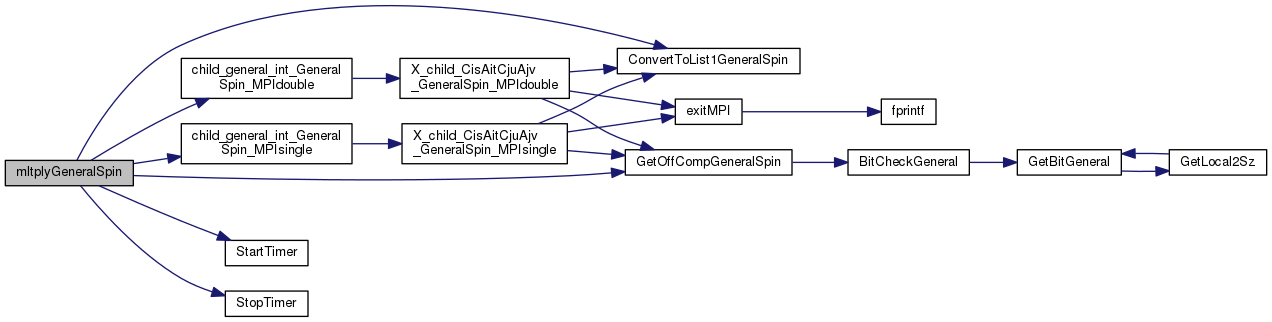 mltplyGeneralSpin
child_general_int_General
Spin_MPIdouble
child_general_int_General
Spin_MPIsingle
StartTimer
StopTimer
X_child_CisAitCjuAjv
_GeneralSpin_MPIdouble
X_child_CisAitCjuAjv
_GeneralSpin_MPIsingle
ConvertToList1GeneralSpin
exitMPI
GetOffCompGeneralSpin
fprintf
BitCheckGeneral
GetBitGeneral
GetLocal2Sz